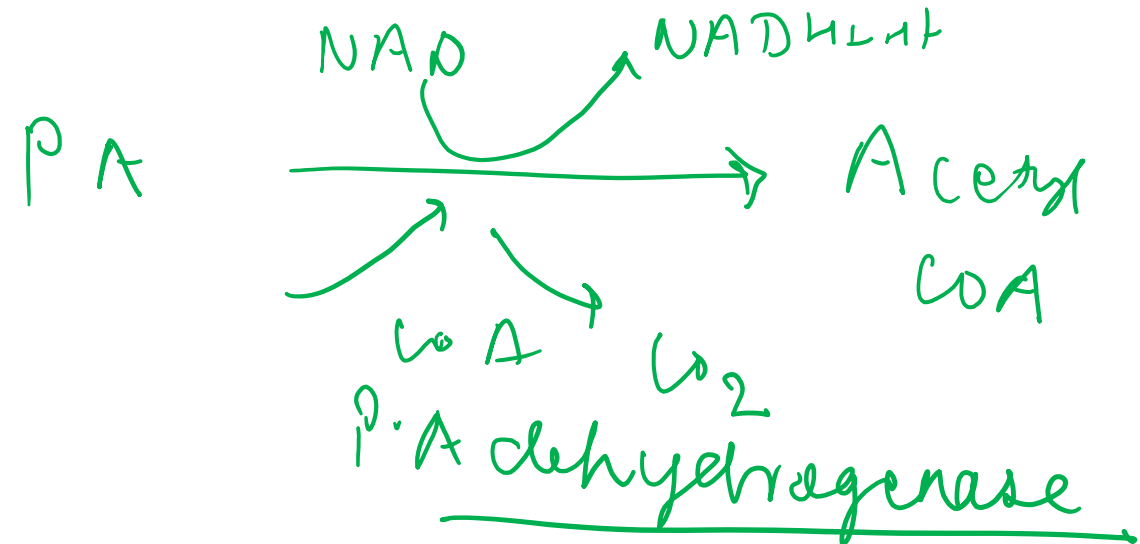 NAD
NADH+H+
PA
Acetyl
COA
CoA
CO2
P.A dehydrogenase